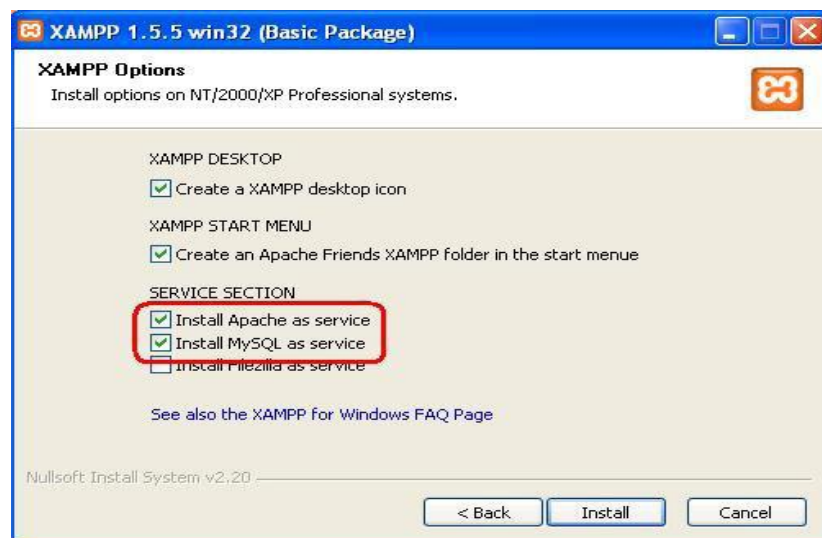 XAMPP 1.5.5 win32 (Basic Package)
XAMPP Options
Install options on NT/2000/XP Professional systems.
XAMPP DESKTOP
Create a XAMPP desktop icon
XAMPP START MENU
Create an Apache Friends XAMPP folder in the start menue
SERVICE SECTION
Install Apache as service
Install MySQL as service
Install Filezilla as service
See also the XAMPP for Windows FAQ Page
Nullsoft Install System v2.20
< Back Install Cancel